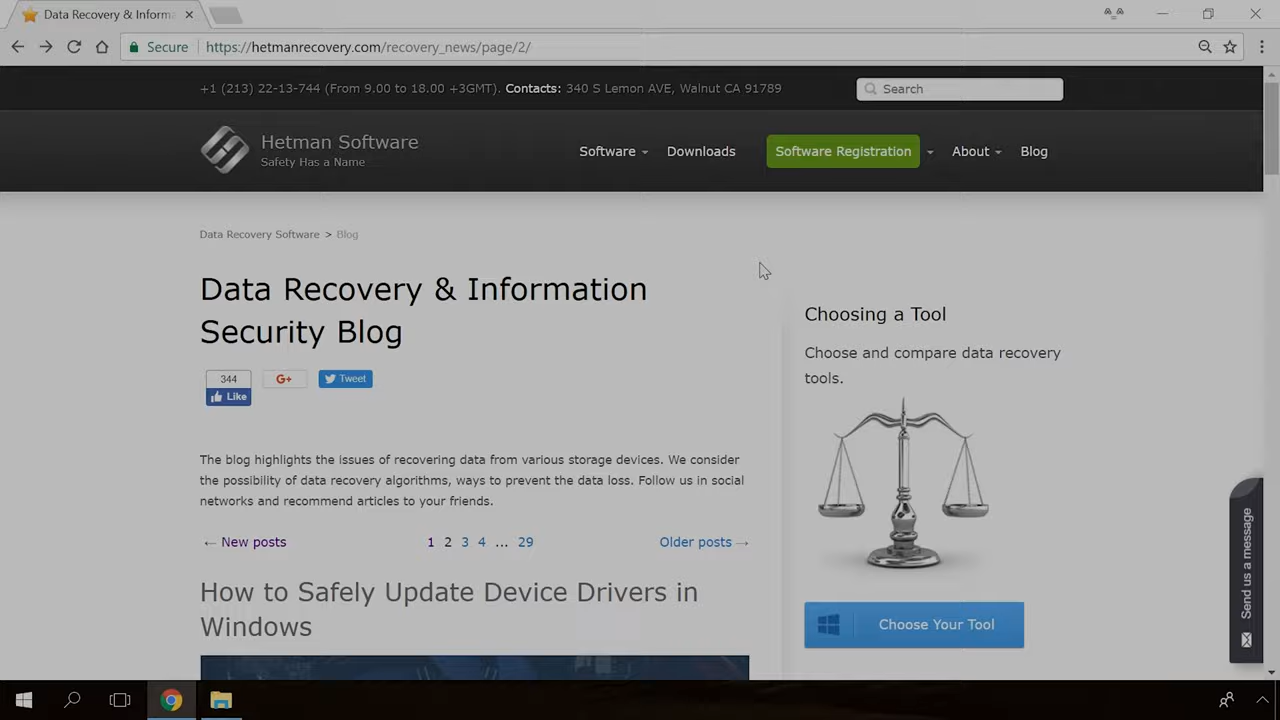 Data Recovery & Informa
Secure
https://hetmanrecovery.com/recovery_news/page/2/
+1 (213) 22-13-744 (From 9.00 to 18.00 +3GMT). Contacts: 340 S Lemon AVE, Walnut CA 91789
Search
Hetman Software
Safety Has a Name
Software
Downloads
Software Registration
About
Blog
Data Recovery Software > Blog
Data Recovery & Information
Security Blog
344
Like
G+
Tweet
The blog highlights the issues of recovering data from various storage devices. We consider
the possibility of data recovery algorithms, ways to prevent the data loss. Follow us in social
networks and recommend articles to your friends.
← New posts
1 2 3 4 ... 29
Older posts →
How to Safely Update Device Drivers in
Windows
Choosing a Tool
Choose and compare data recovery
tools.
Choose Your Tool
Send us a message